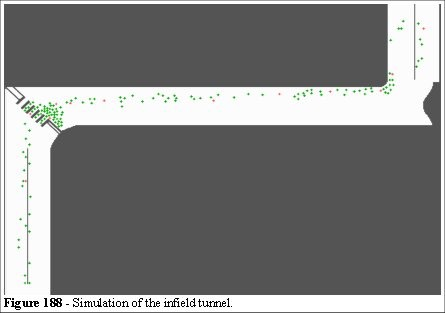 Figure 188 - Simulation of the infield tunnel.